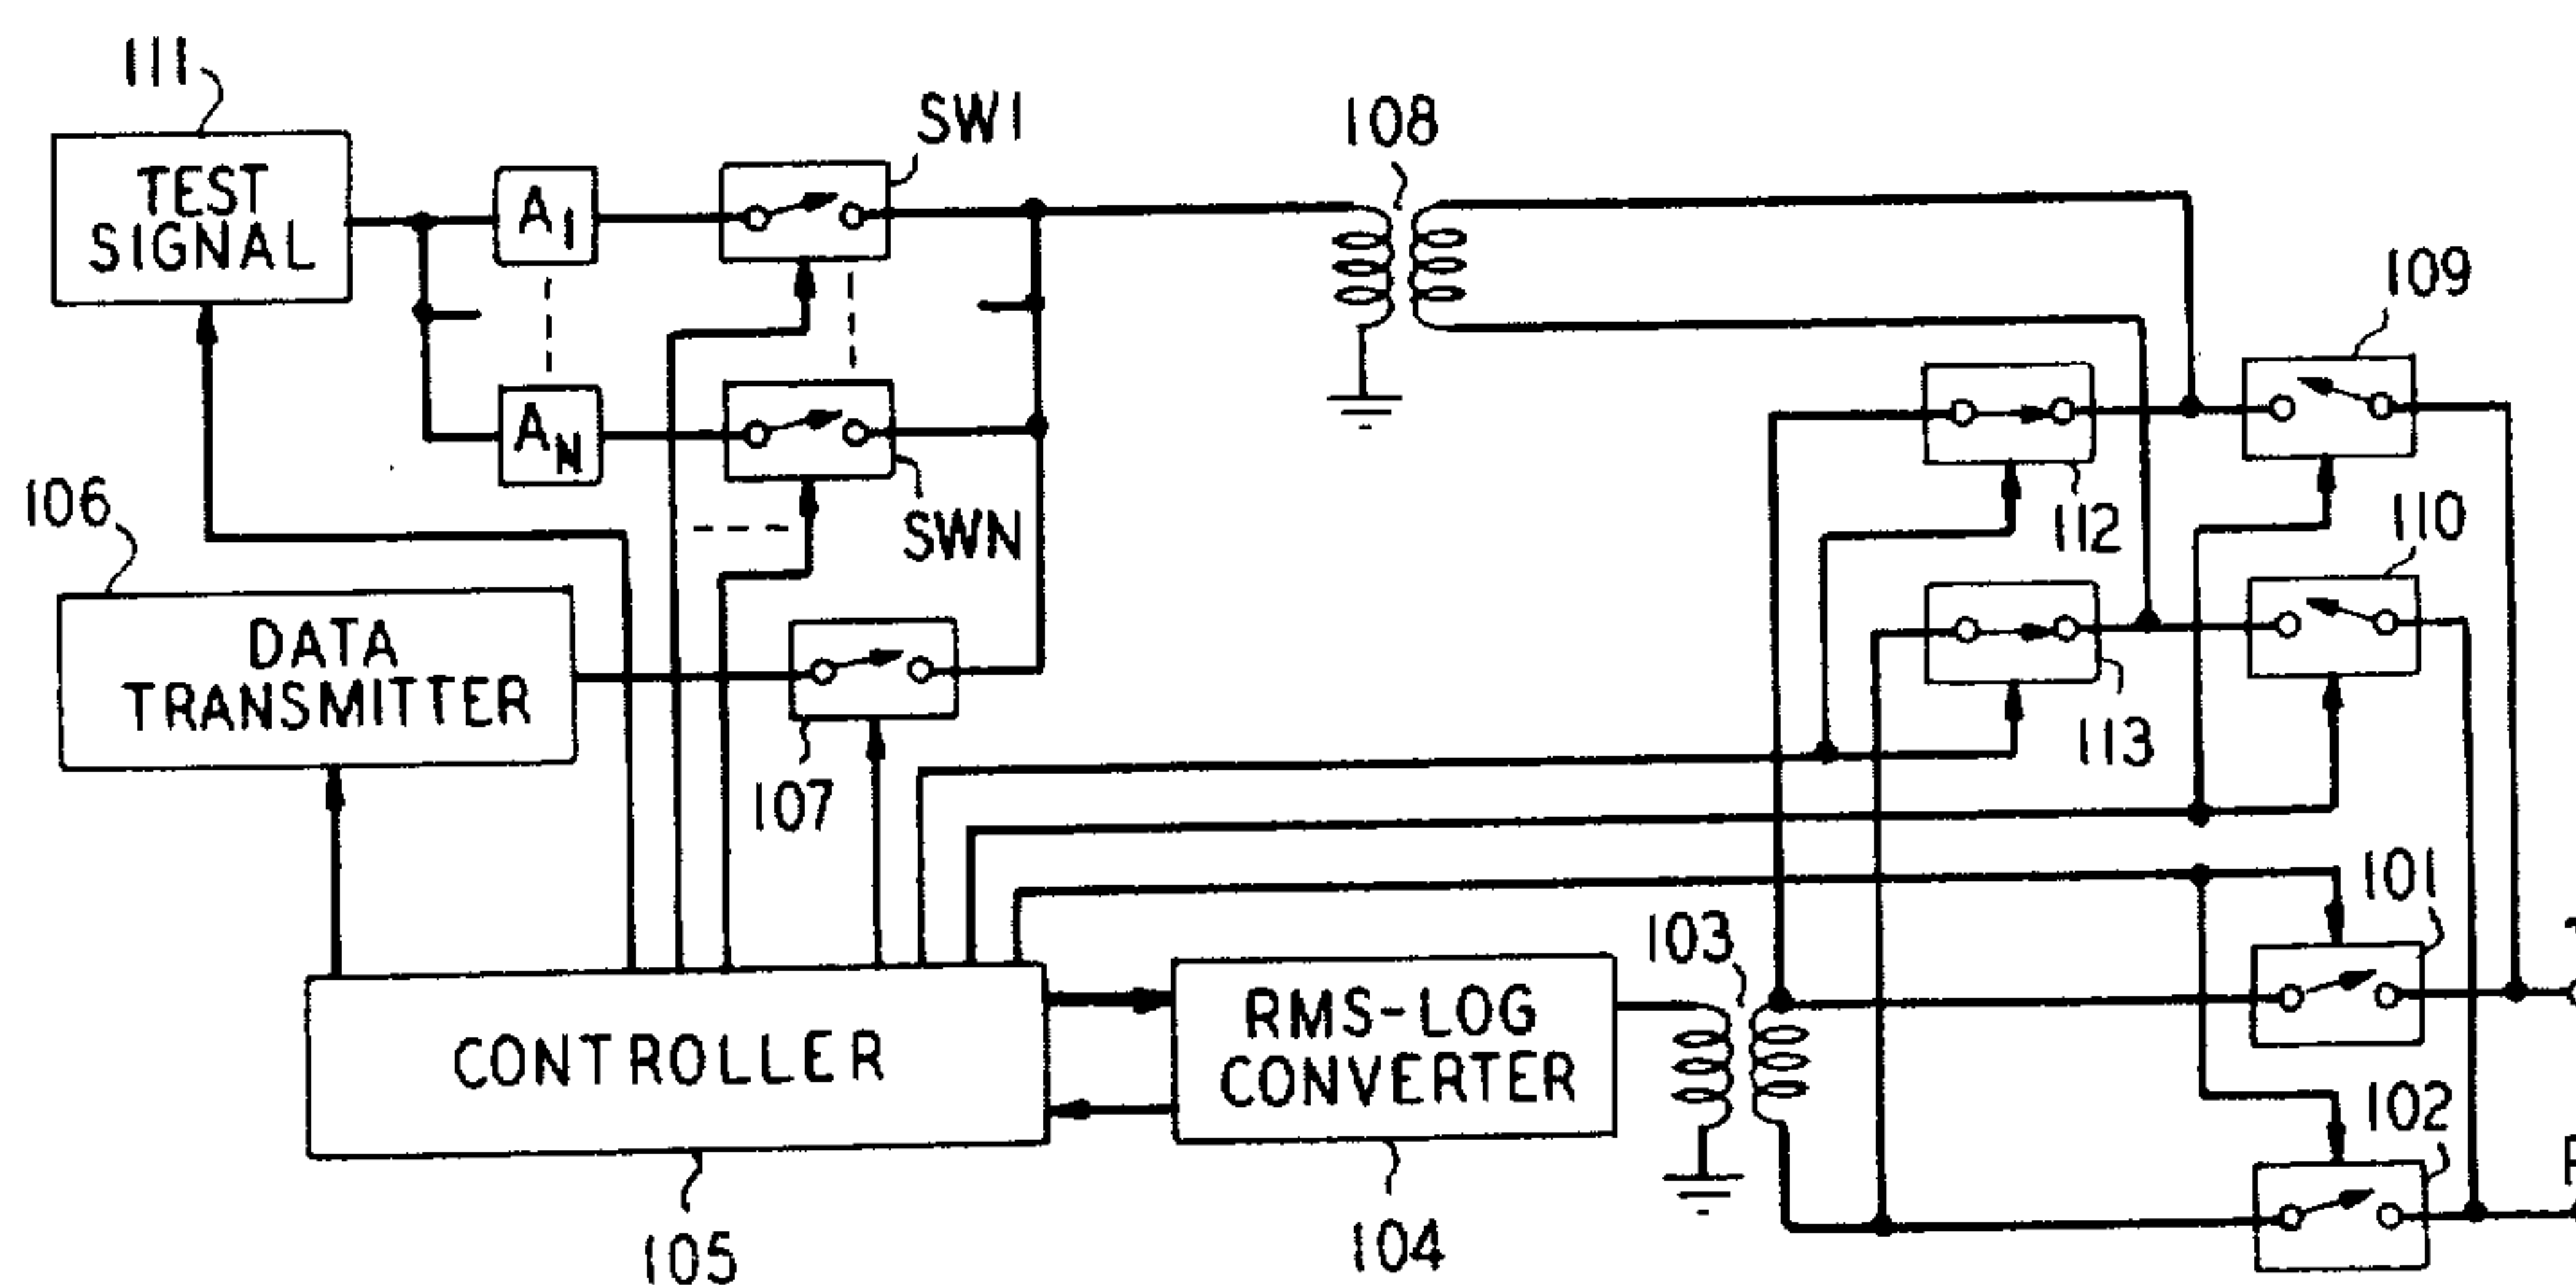 111
SW1
108
TEST
SIGNAL
A1
109
AN
106
SWN
112
110
DATA
TRANSMITTER
113
107
101
103
RMS-LOG
CONVERTER
CONTROLLER
102
105
104